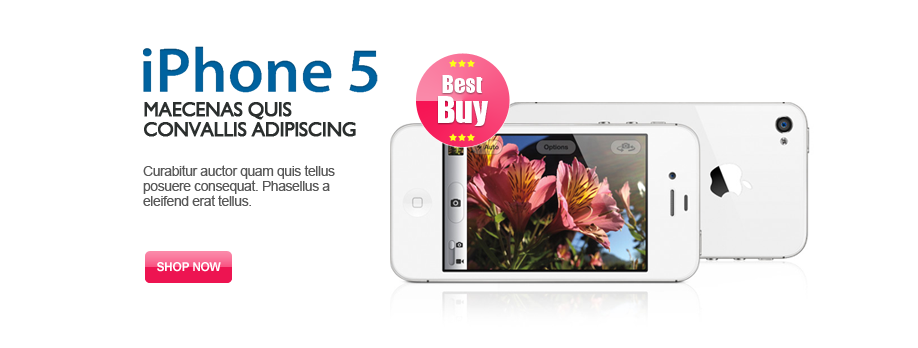 iPhone 5
MAECENAS QUIS
CONVALLIS ADIPISCING
Curabitur auctor quam quis tellus
posuere consequat. Phasellus a
eleifend erat tellus.
SHOP NOW
Best
Buy
Auto
Options